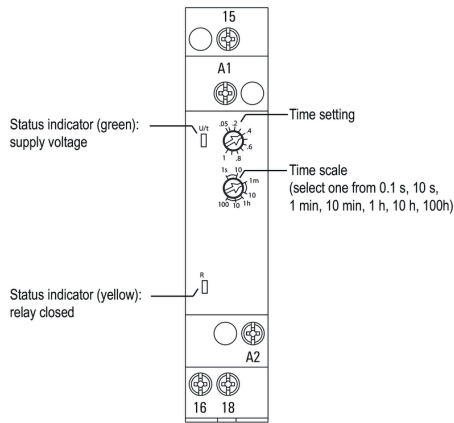 15
A1
Status indicator (green):
supply voltage
U/t
.05 .2 .4 .6 .8 1
Time setting
1s 10 1m 10 1h 10 100
Time scale
(select one from 0.1 s, 10 s,
1 min, 10 min, 1 h, 10 h, 100h)
R
Status indicator (yellow):
relay closed
A2
16 18